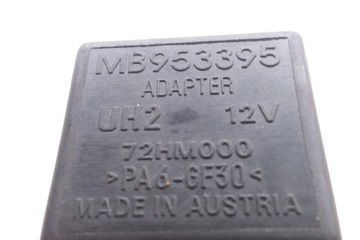 MB953395
ADAPTER
UH2 12V
72HM000
>PA6-GF30<
MADE IN AUSTRIA